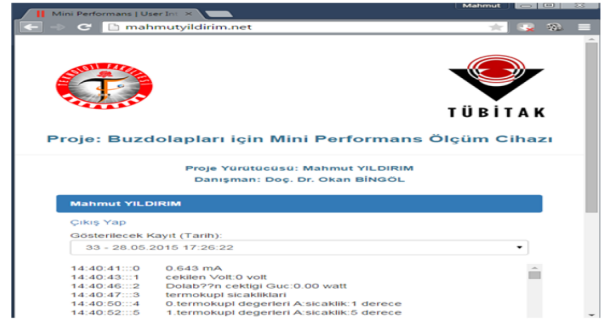 Mini Performans | User Int
Mahmut
mahmutyildirim.net
TEKNOLOJİ FAKÜLTESİ
TÜBİTAK
Proje: Buzdolapları için Mini Performans Ölçüm Cihazı
Proje Yürütücüsü: Mahmut YILDIRIM
Danışman: Doç. Dr. Okan BİNGÖL
Mahmut YILDIRIM
Çıkış Yap
Gösterilecek Kayıt (Tarih):
33 - 28.05.2015 17:26:22
14:40:41:::0 0.643 mA
14:40:43:::1 cekilen Volt:0 volt
14:40:46:::2 Dolab??n cektigi Guc:0.00 watt
14:40:47:::3 termokupl sicakliklari
14:40:50:::4 0.termokupl degerleri A:sicaklik:1 derece
14:40:52:::5 1.termokupl degerleri A:sicaklik:5 derece